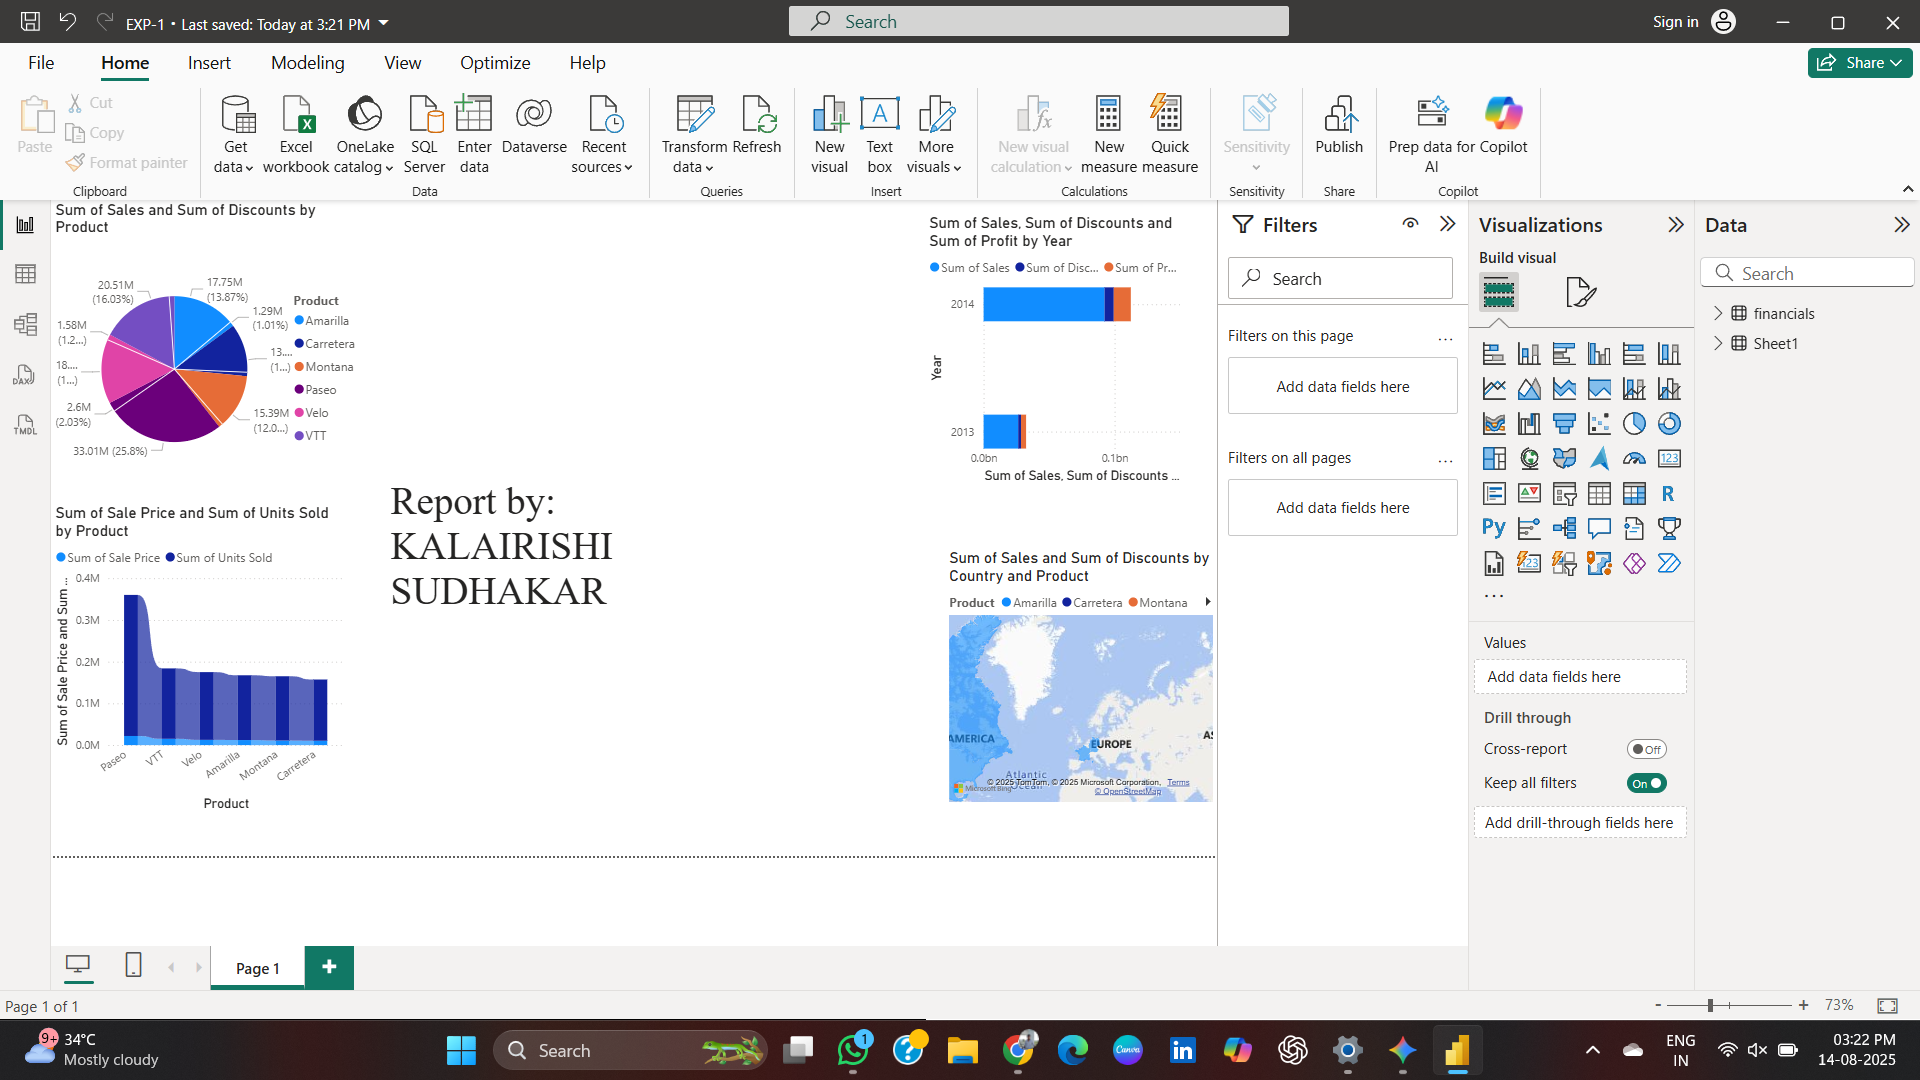 EXP-1 • Last saved: Today at 3:21 PM
Search
Sign in
File
Home
Insert
Modeling
View
Optimize
Help
Share
Paste
Cut
Copy
Format painter
Clipboard
Get data
Excel workbook
OneLake catalog
SQL Server
Enter data
Dataverse
Recent sources
Data
Transform data
Refresh
Queries
New visual
Text box
More visuals
Insert
New visual calculation
New measure
Quick measure
Calculations
Sensitivity
Sensitivity
Publish
Share
Prep data for AI
Copilot
Copilot
Sum of Sales and Sum of Discounts by
Product
20.51M
(16.03%)
17.75M
(13.87%)
1.29M
(1.01%)
1.58M
(1.2...)
13....
(1...)
18....
(1...)
2.6M
(2.03%)
15.39M
(12.0...)
33.01M (25.8%)
Product
Amarilla
Carretera
Montana
Paseo
Velo
VTT
Sum of Sale Price and Sum of Units Sold
by Product
Sum of Sale Price
Sum of Units Sold
Sum of Sale Price and Sum ...
0.4M
0.3M
0.2M
0.1M
0.0M
Paseo
VTT
Velo
Amarilla
Montana
Carretera
Product
Report by:
KALAIRISHI
SUDHAKAR
Sum of Sales, Sum of Discounts and
Sum of Profit by Year
Sum of Sales
Sum of Disc...
Sum of Pr...
Year
2014
2013
0.0bn
0.1bn
Sum of Sales, Sum of Discounts ...
Sum of Sales and Sum of Discounts by
Country and Product
Product Amarilla Carretera Montana
AMERICA
EUROPE
AS
Atlantic
Ocean
Microsoft Bing
© 2025 TomTom, © 2025 Microsoft Corporation, Terms
© OpenStreetMap
Filters
Search
Filters on this page
...
Add data fields here
Filters on all pages
...
Add data fields here
Visualizations
Build visual
123
R
Py
123
...
Values
Add data fields here
Drill through
Cross-report
Off
Keep all filters
On
Add drill-through fields here
Data
Search
financials
Sheet1
DAX
TMDL
Page 1
Page 1 of 1
- + 73%
9+
34°C
Mostly cloudy
Search
1
Canva
in
ENG
IN
03:22 PM
14-08-2025